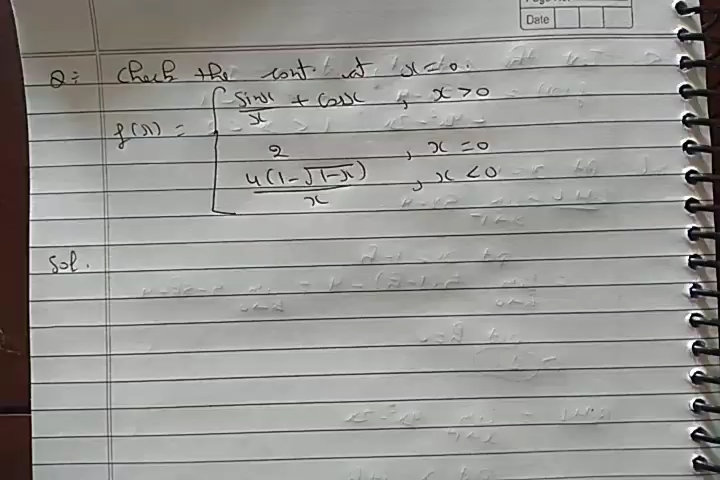 Date
Q: Check the cont. at x=0.
f(x) = { sinx/x + cosx , x>0
2 , x=0
4(1-√1-x)/x , x<0
Sol.